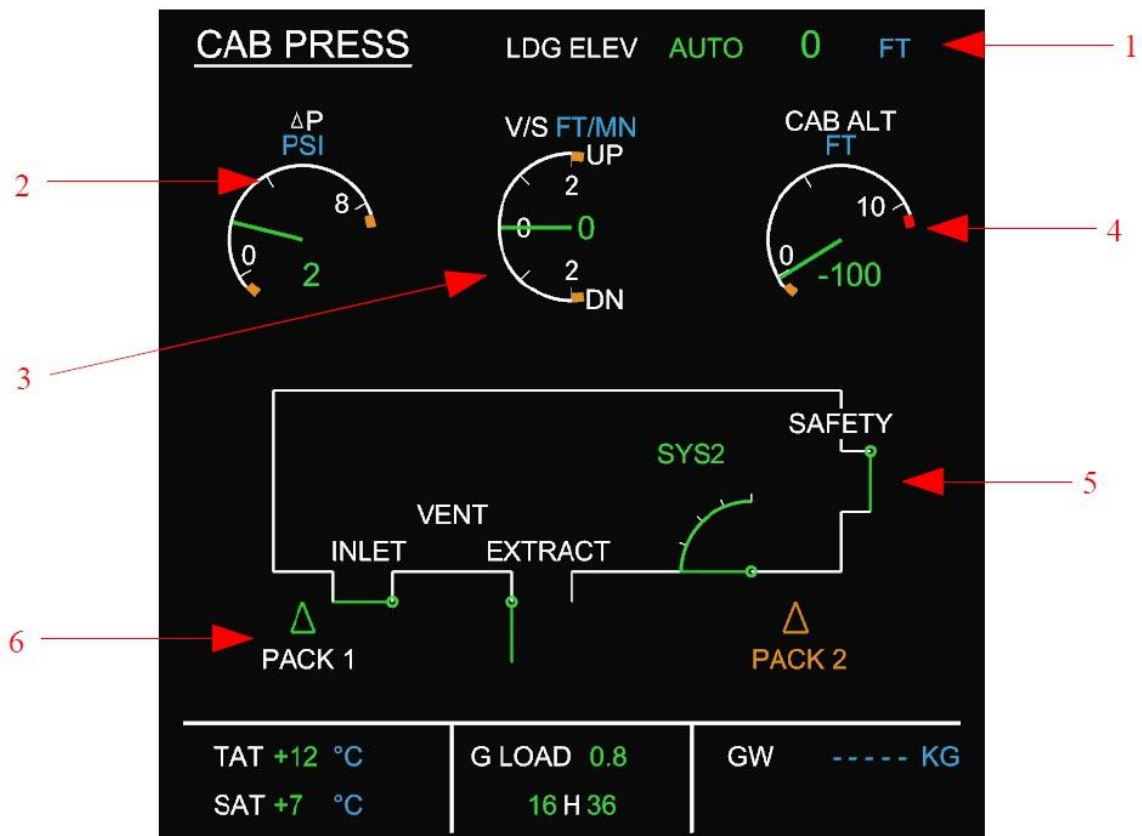 CAB PRESS LDG ELEV AUTO 0 FT 1
ΔP V/S FT/MN CAB ALT
PSI UP FT
2 8 2 10
0 0 4
0 2 0
2 DN -100
3
SAFETY
SYS2 5
VENT
INLET EXTRACT
Δ Δ
6 PACK 1 PACK 2
TAT +12 °C G LOAD 0.8 GW ----- KG
SAT +7 °C 16 H 36